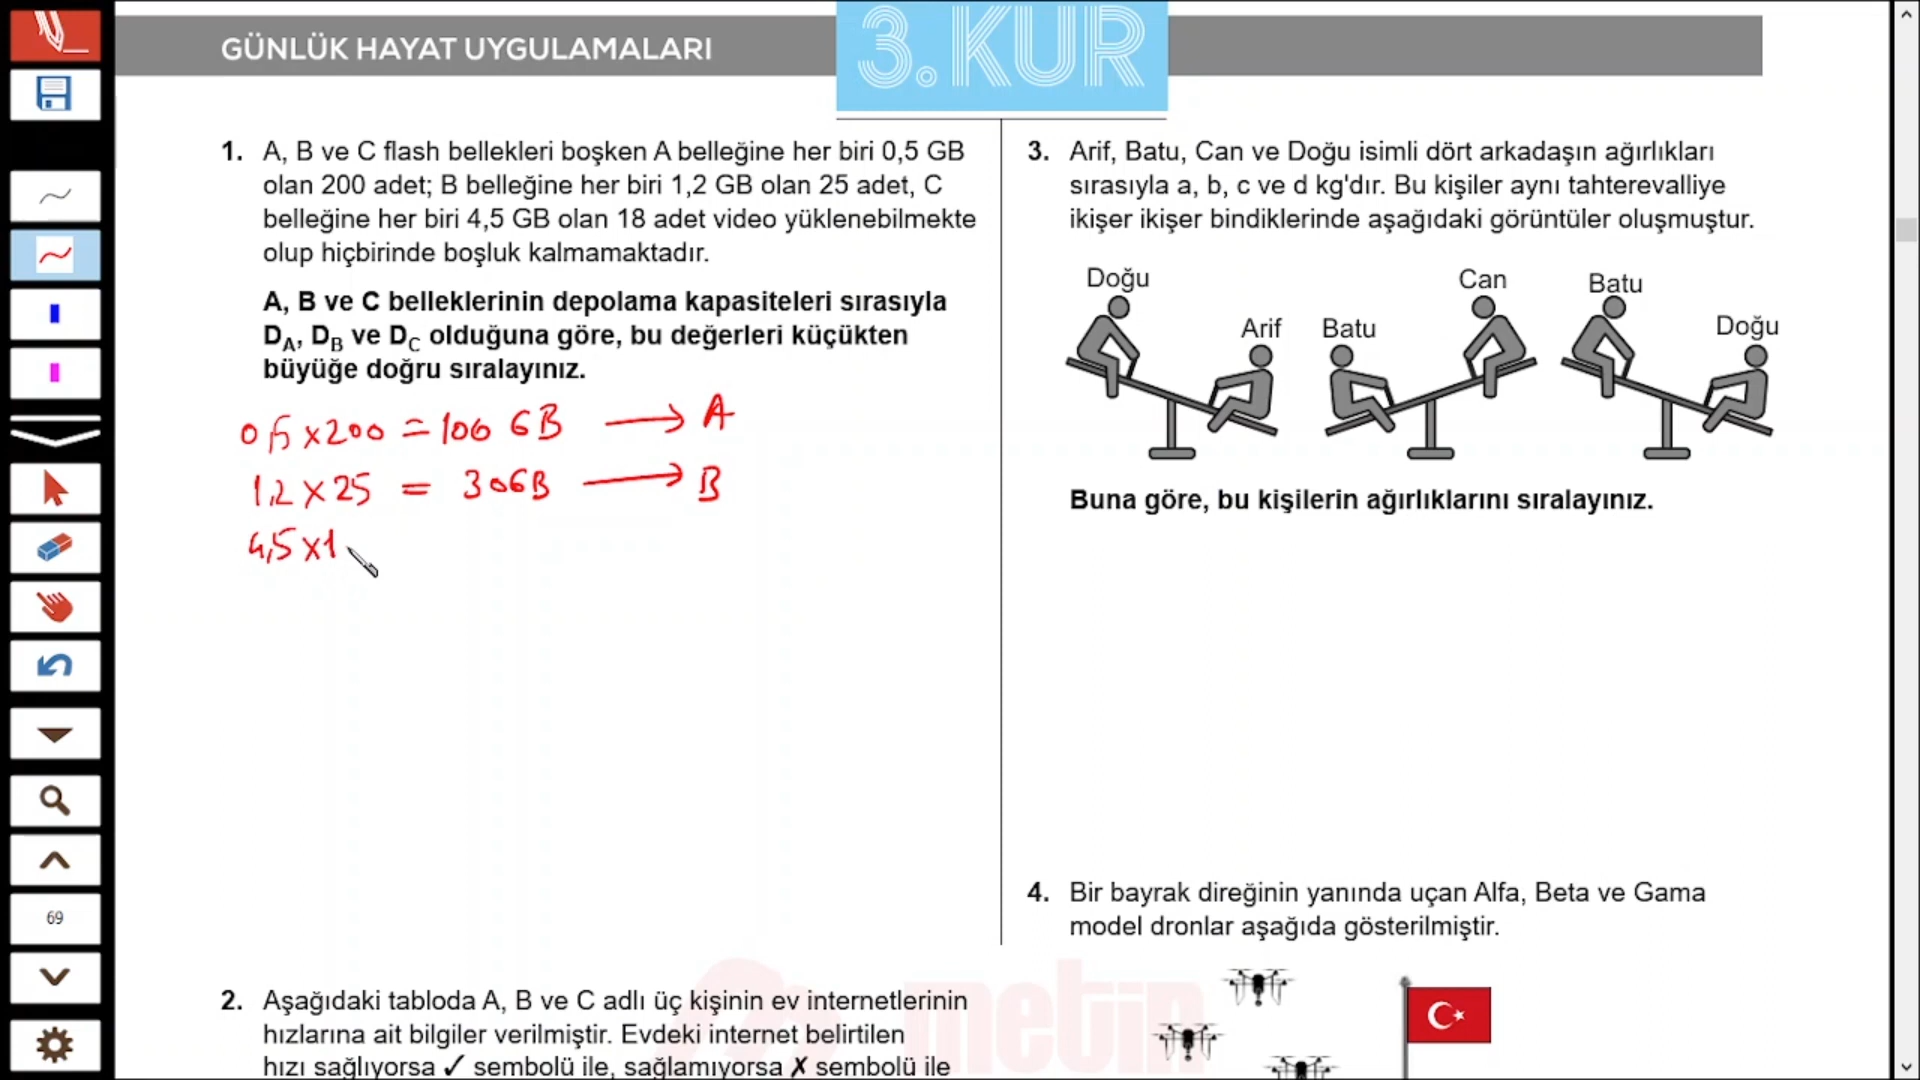 GÜNLÜK HAYAT UYGULAMALARI
3.KUR
1. A, B ve C flash bellekleri boşken A belleğine her biri 0,5 GB
olan 200 adet; B belleğine her biri 1,2 GB olan 25 adet, C
belleğine her biri 4,5 GB olan 18 adet video yüklenebilmekte
olup hiçbirinde boşluk kalmamaktadır.
A, B ve C belleklerinin depolama kapasiteleri sırasıyla
DA, DB ve DC olduğuna göre, bu değerleri küçükten
büyüğe doğru sıralayınız.
0,5 x 200 = 100 GB → A
1,2 x 25 = 30GB → B
4,5 x 1
2. Aşağıdaki tabloda A, B ve C adlı üç kişinin ev internetlerinin
hızlarına ait bilgiler verilmiştir. Evdeki internet belirtilen
hızı sağlıyorsa ✓ sembolü ile, sağlamıyorsa ✗ sembolü ile
3. Arif, Batu, Can ve Doğu isimli dört arkadaşın ağırlıkları
sırasıyla a, b, c ve d kg'dır. Bu kişiler aynı tahterevalliye
ikişer ikişer bindiklerinde aşağıdaki görüntüler oluşmuştur.
Doğu Arif Batu Can Batu Doğu
Buna göre, bu kişilerin ağırlıklarını sıralayınız.
4. Bir bayrak direğinin yanında uçan Alfa, Beta ve Gama
model dronlar aşağıda gösterilmiştir.
metin
69